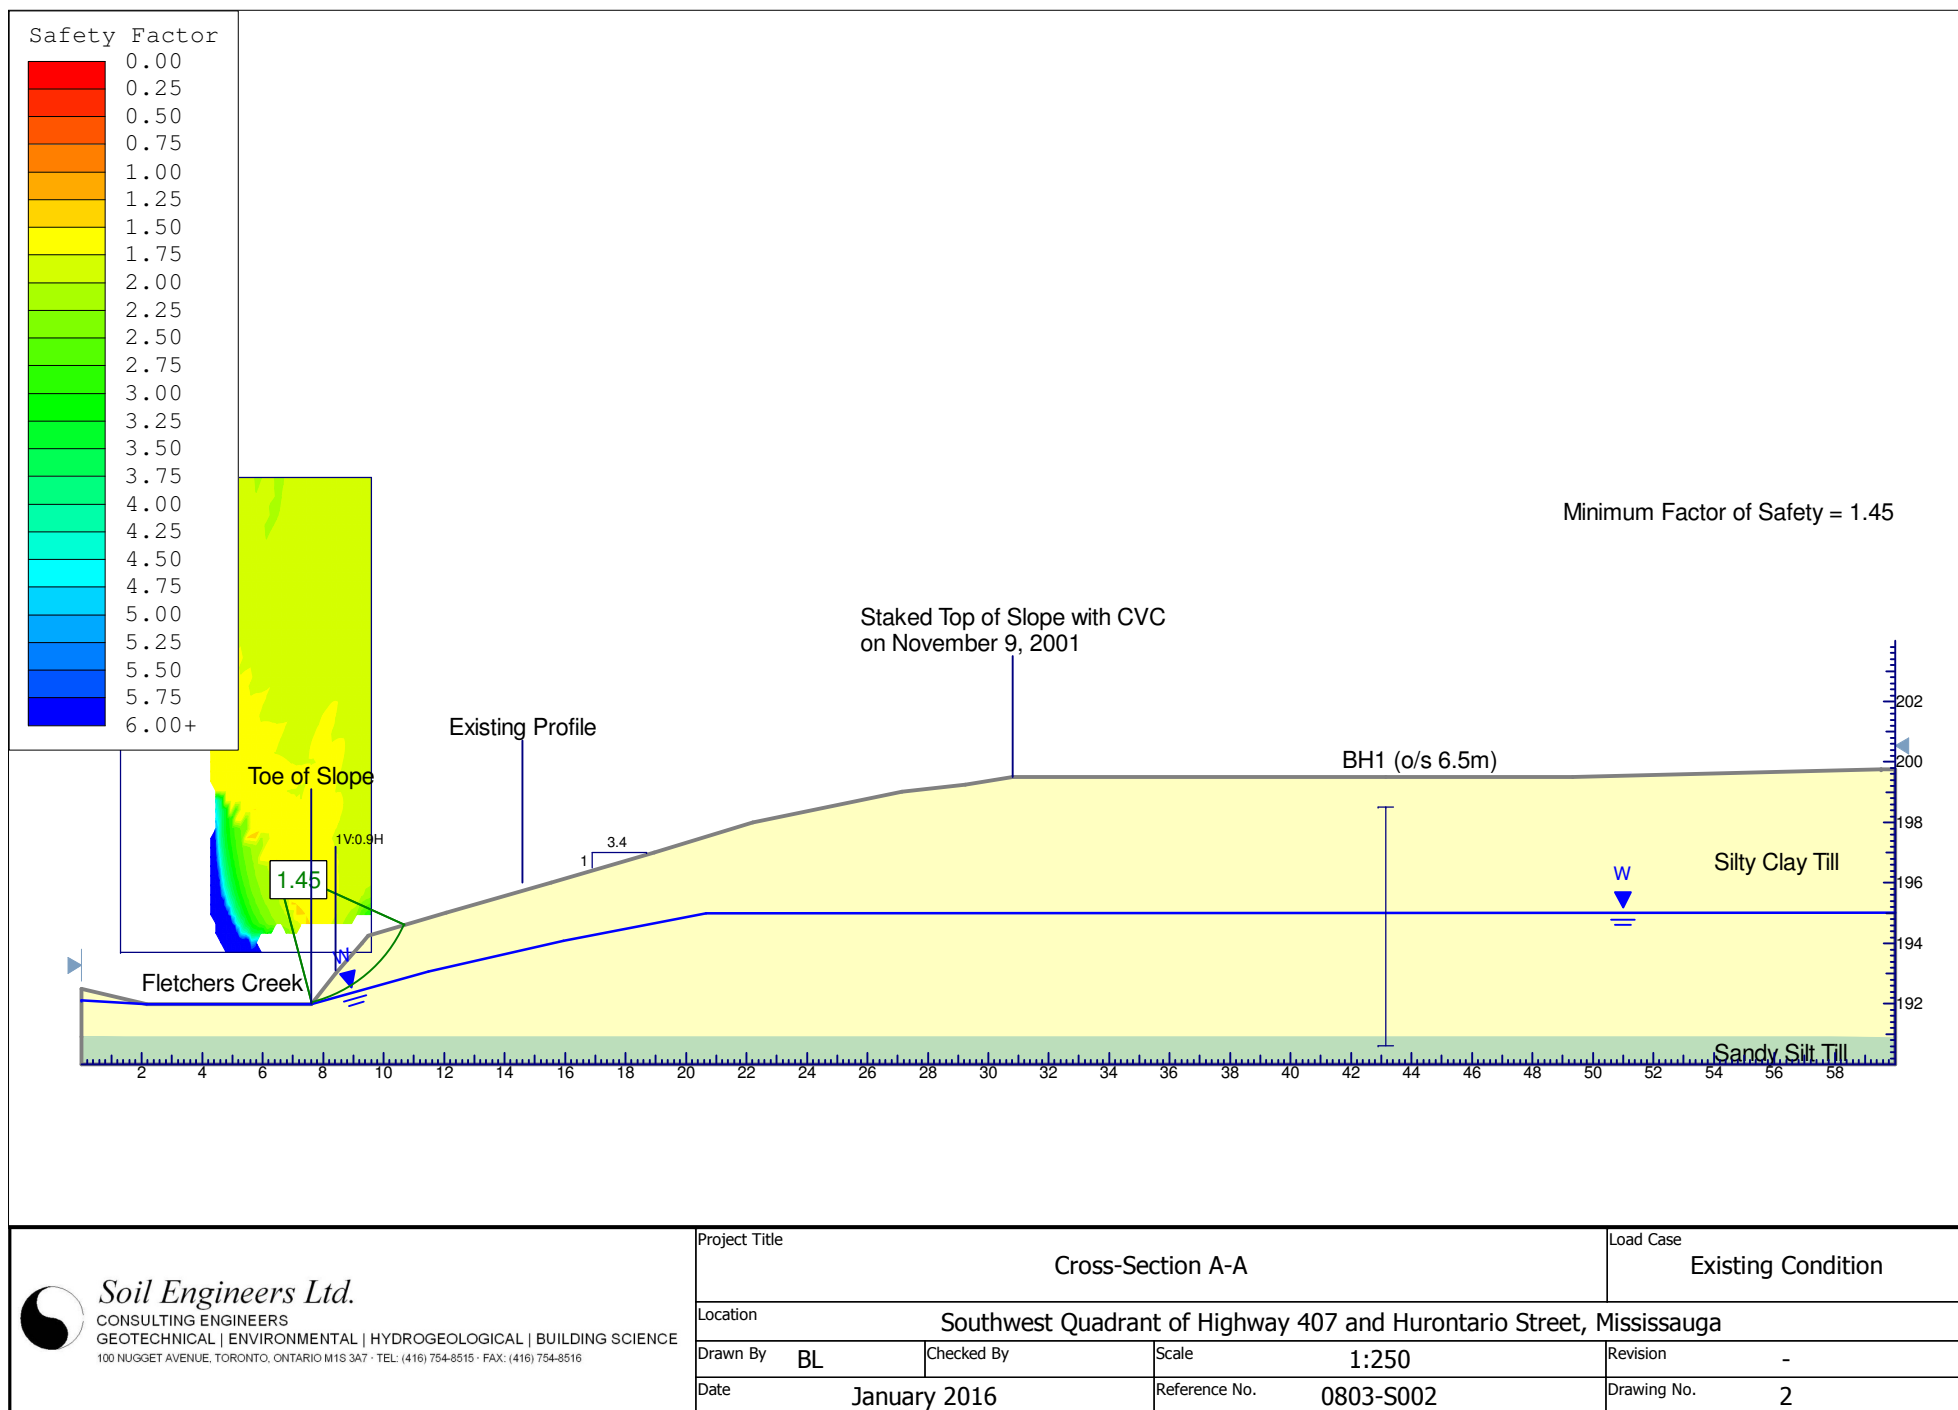 Safety Factor
0.00
0.25
0.50
0.75
1.00
1.25
1.50
1.75
2.00
2.25
2.50
2.75
3.00
3.25
3.50
3.75
4.00
4.25
4.50
4.75
5.00
5.25
5.50
5.75
6.00+
Minimum Factor of Safety = 1.45
Staked Top of Slope with CVC
on November 9, 2001
Existing Profile
Toe of Slope
BH1 (o/s 6.5m)
1V:0.9H
3.4
1
1.45
Silty Clay Till
W
W
Fletchers Creek
Sandy Silt Till
202
200
198
196
194
192
2 4 6 8 10 12 14 16 18 20 22 24 26 28 30 32 34 36 38 40 42 44 46 48 50 52 54 56 58
Soil Engineers Ltd.
CONSULTING ENGINEERS
GEOTECHNICAL | ENVIRONMENTAL | HYDROGEOLOGICAL | BUILDING SCIENCE
100 NUGGET AVENUE, TORONTO, ONTARIO M1S 3A7 · TEL: (416) 754-8515 · FAX: (416) 754-8516
Project Title
Cross-Section A-A
Load Case
Existing Condition
Location
Southwest Quadrant of Highway 407 and Hurontario Street, Mississauga
Drawn By BL
Checked By
Scale 1:250
Revision -
Date January 2016
Reference No. 0803-S002
Drawing No. 2